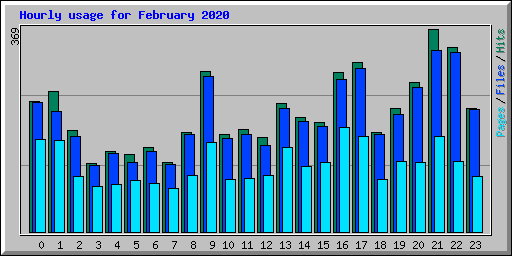 Hourly usage for February 2020
369
Pages/Files/Hits
0 1 2 3 4 5 6 7 8 9 10 11 12 13 14 15 16 17 18 19 20 21 22 23